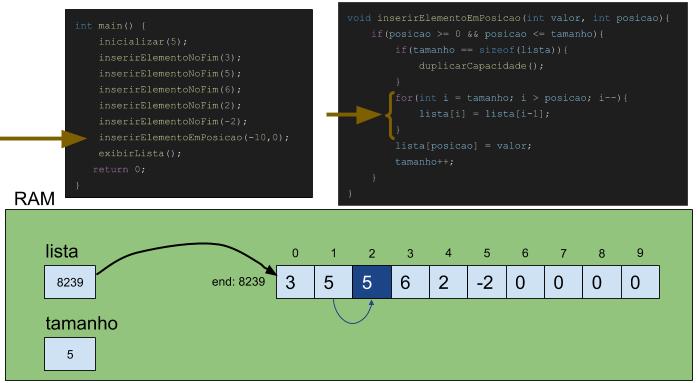 int main() {
inicializar(5);
inserirElementoNoFim(3);
inserirElementoNoFim(5);
inserirElementoNoFim(6);
inserirElementoNoFim(2);
inserirElementoNoFim(-2);
inserirElementoEmPosicao(-10,0);
exibirLista();
return 0;
}
void inserirElementoEmPosicao(int valor, int posicao){
if(posicao >= 0 && posicao <= tamanho){
if(tamanho == sizeof(lista)){
duplicarCapacidade();
}
for(int i = tamanho; i > posicao; i--){
lista[i] = lista[i-1];
}
lista[posicao] = valor;
tamanho++;
}
}
RAM
lista
8239
end: 8239
0 1 2 3 4 5 6 7 8 9
3 5 5 6 2 -2 0 0 0 0
tamanho
5